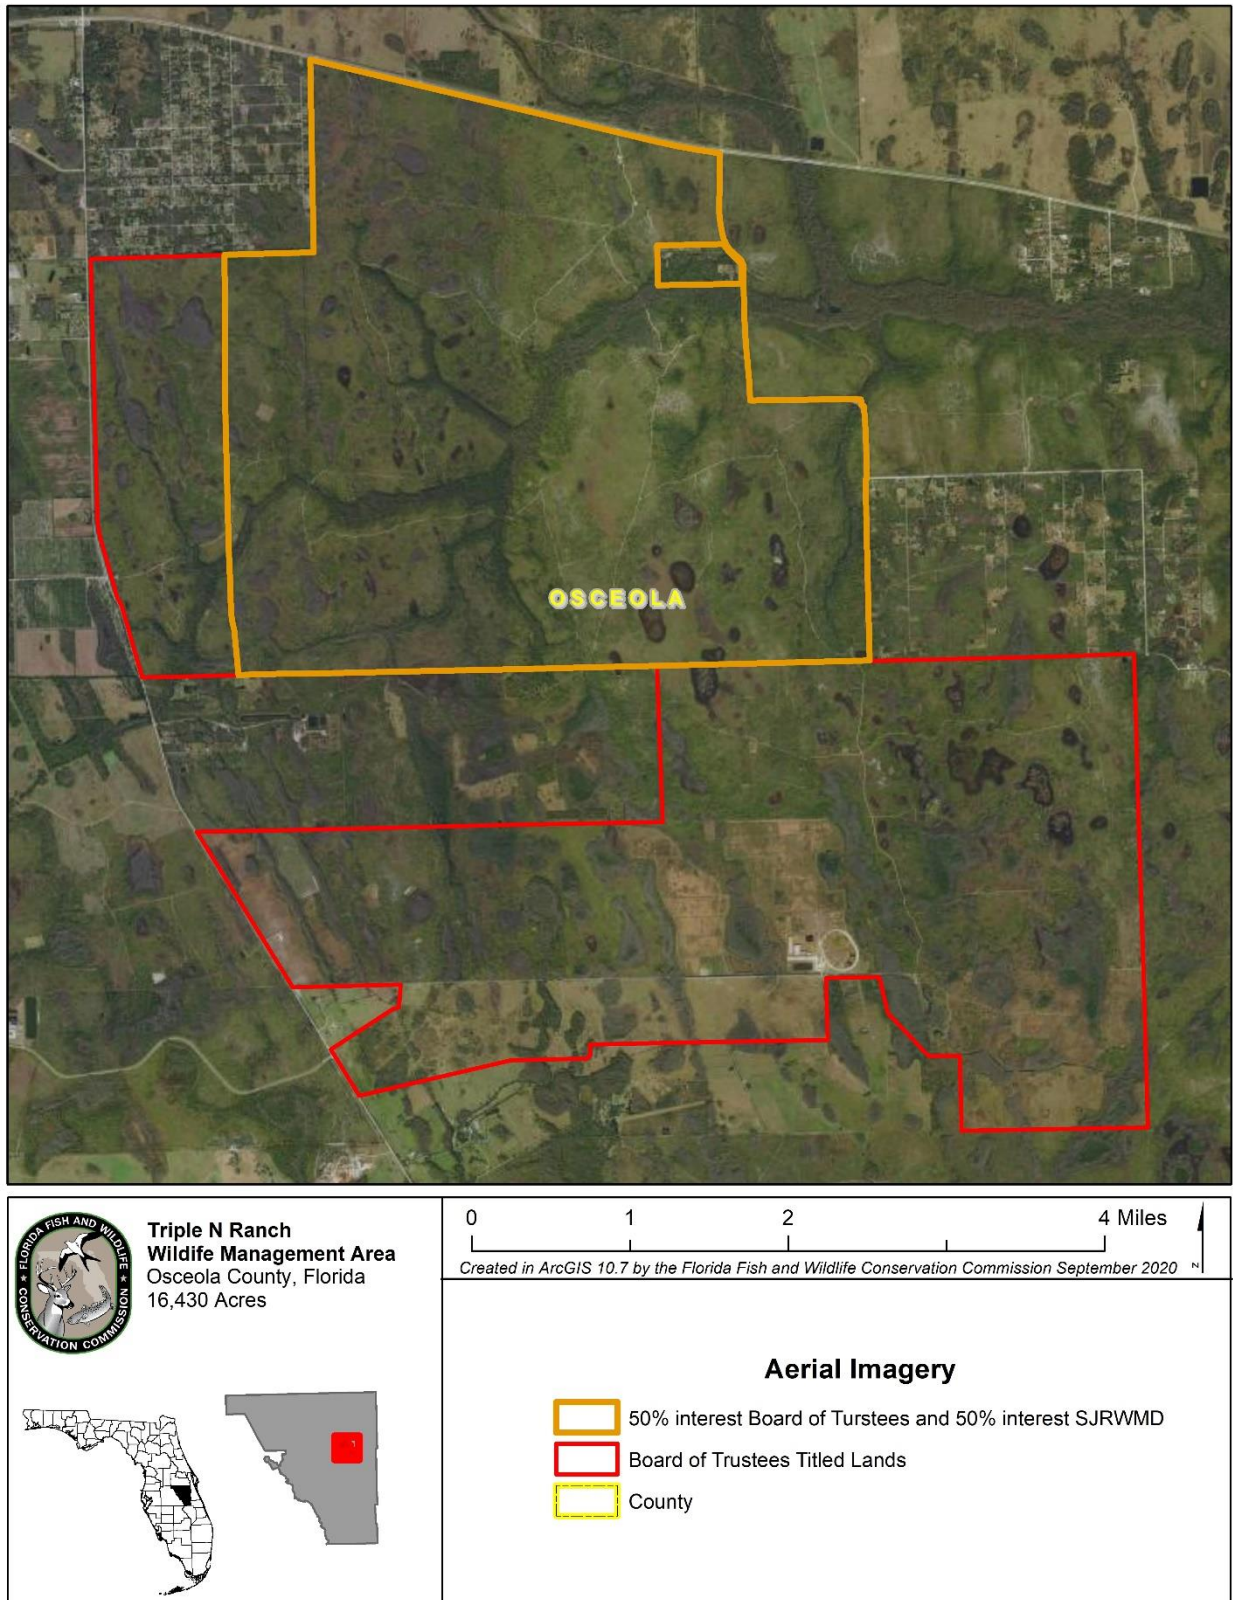 OSCEOLA
FLORIDA FISH AND WILDLIFE
CONSERVATION COMMISSION
Triple N Ranch
Wildife Management Area
Osceola County, Florida
16,430 Acres
0 1 2 4 Miles
Created in ArcGIS 10.7 by the Florida Fish and Wildlife Conservation Commission September 2020
N
Aerial Imagery
50% interest Board of Turstees and 50% interest SJRWMD
Board of Trustees Titled Lands
County